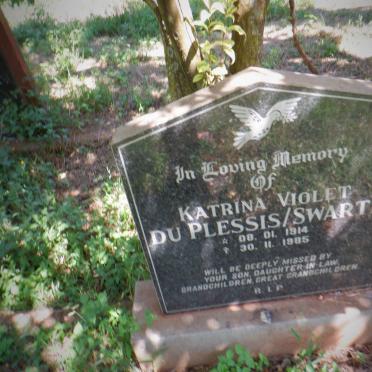 In Loving Memory
Of
KATRINA VIOLET
DU PLESSIS/SWART
* 08. 01. 1914
✝ 30. 11. 1985
WILL BE DEEPLY MISSED BY
YOUR SON, DAUGHTER-IN-LAW,
GRANDCHILDREN, GREAT GRANDCHILDREN.
R.I.P.